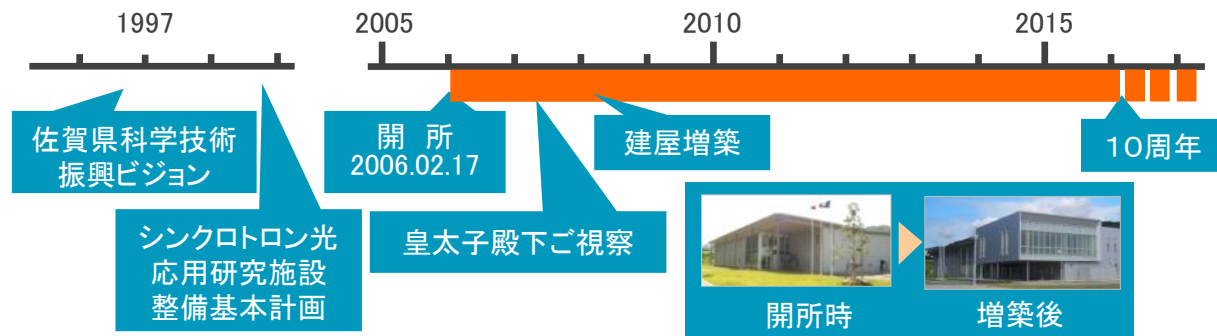 1997
2005
2010
2015
佐賀県科学技術
振興ビジョン
シンクロトロン光
応用研究施設
整備基本計画
開 所
2006.02.17
皇太子殿下ご視察
建屋増築
10周年
開所時
増築後